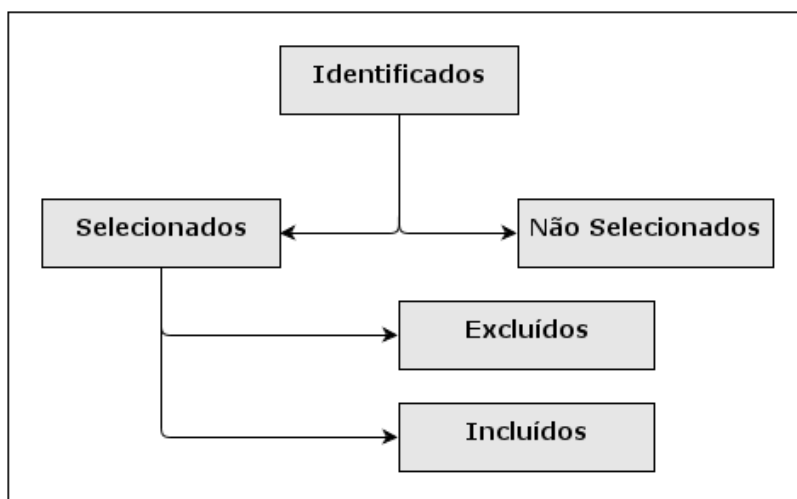 Identificados
Selecionados
Não Selecionados
Excluídos
Incluídos